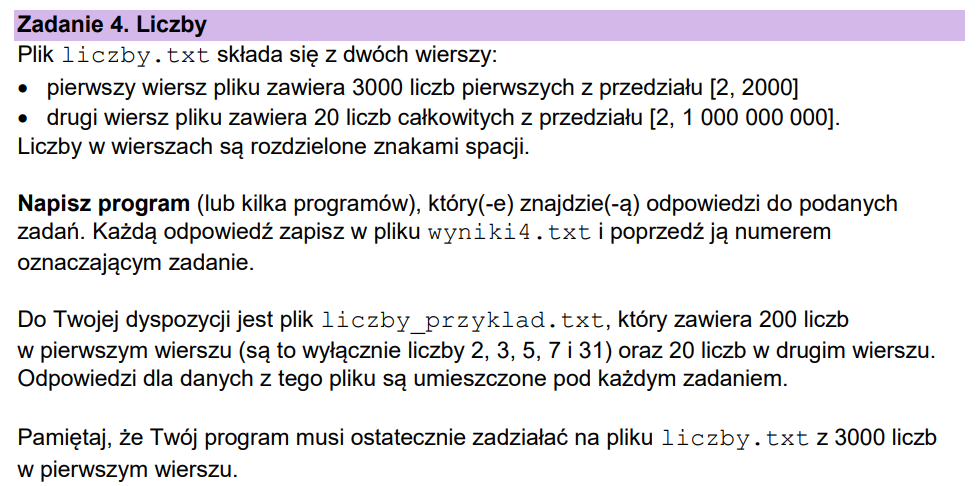 Zadanie 4. Liczby
Plik liczby.txt składa się z dwóch wierszy:
• pierwszy wiersz pliku zawiera 3000 liczb pierwszych z przedziału [2, 2000]
• drugi wiersz pliku zawiera 20 liczb całkowitych z przedziału [2, 1 000 000 000].
Liczby w wierszach są rozdzielone znakami spacji.
Napisz program (lub kilka programów), który(-e) znajdzie(-ą) odpowiedzi do podanych
zadań. Każdą odpowiedź zapisz w pliku wyniki4.txt i poprzedź ją numerem
oznaczającym zadanie.
Do Twojej dyspozycji jest plik liczby_przyklad.txt, który zawiera 200 liczb
w pierwszym wierszu (są to wyłącznie liczby 2, 3, 5, 7 i 31) oraz 20 liczb w drugim wierszu.
Odpowiedzi dla danych z tego pliku są umieszczone pod każdym zadaniem.
Pamiętaj, że Twój program musi ostatecznie zadziałać na pliku liczby.txt z 3000 liczb
w pierwszym wierszu.